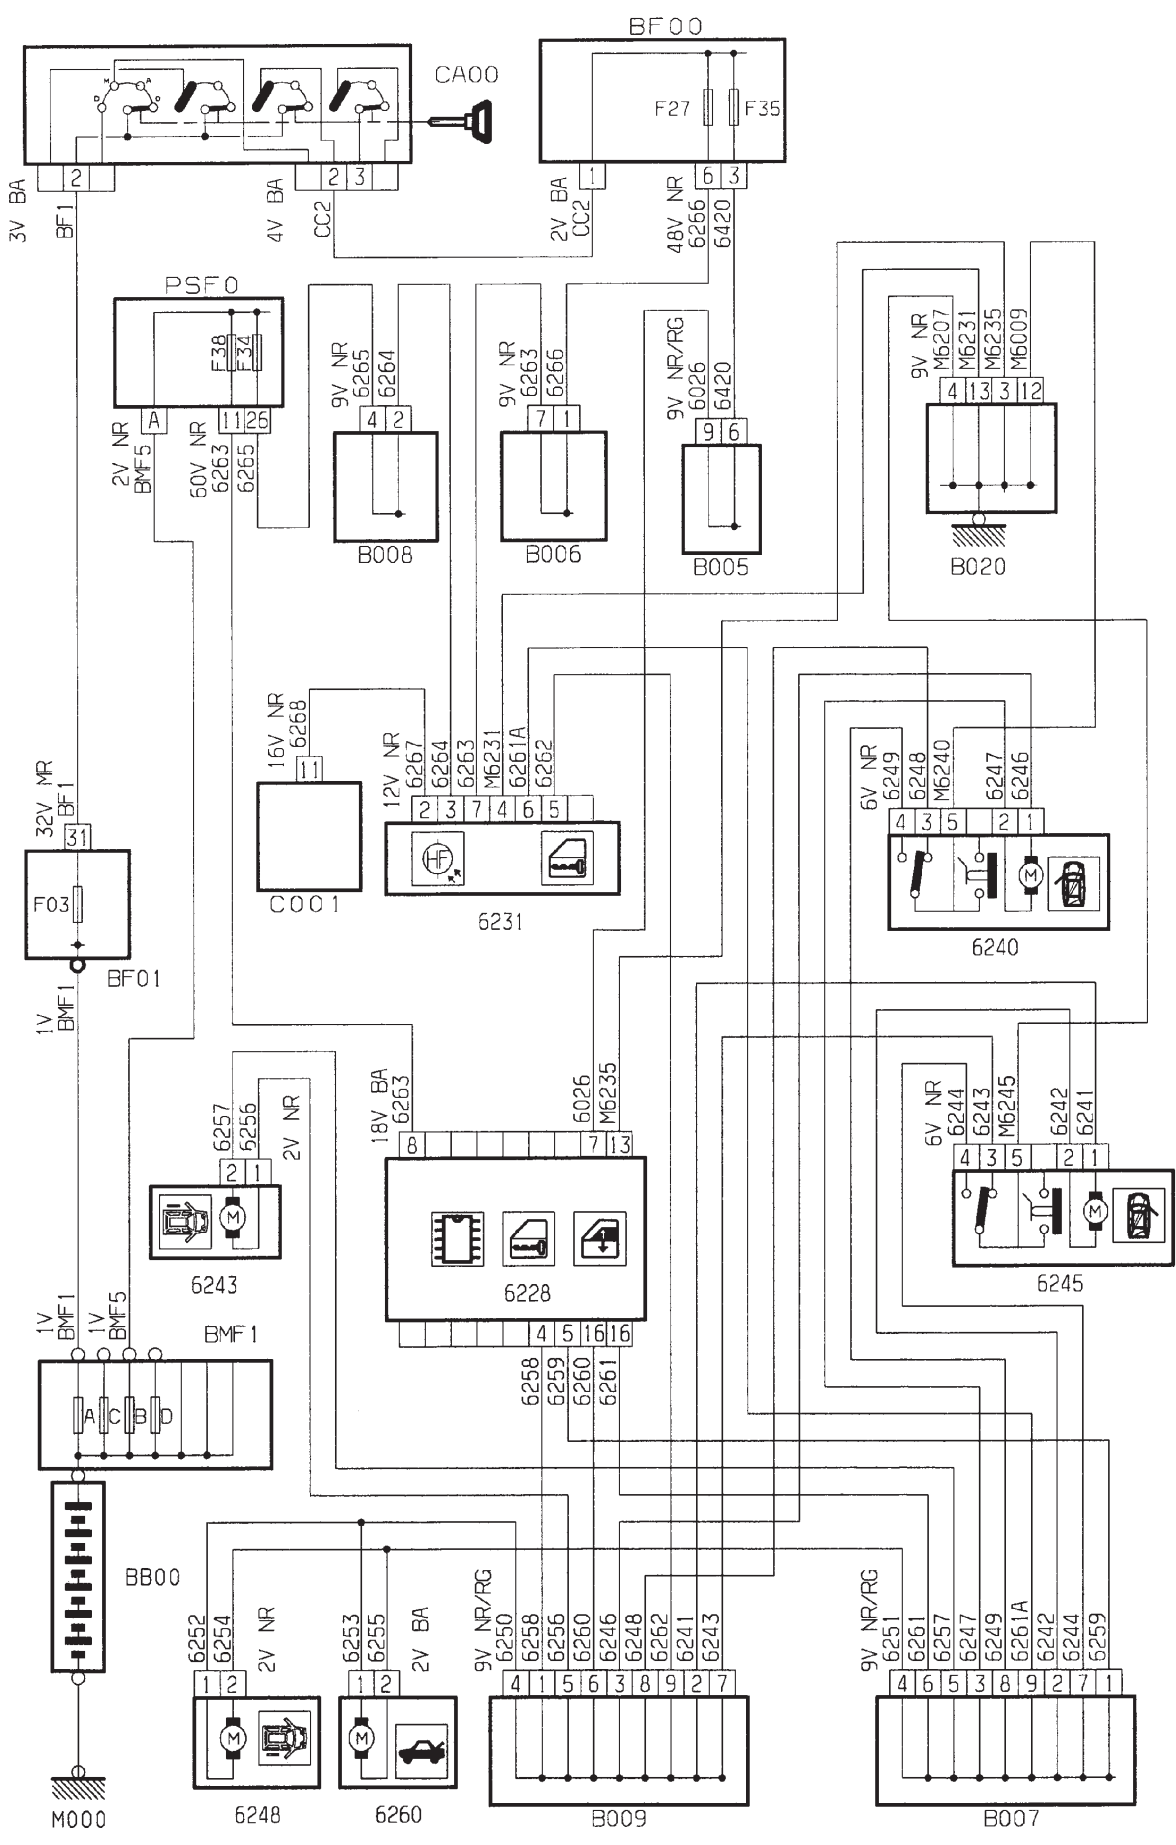 BF00
CA00
M A
D D
F27 F35
2
2 3
1
6 3
3V BA
BF1
4V BA
CC2
2V BA
CC2
48V NR
6266
6420
PSF0
F38
F34
A
11 26
2V NR
BMF5
60V NR
6263
6265
9V NR
6265
6264
4 2
B008
9V NR
6263
6266
7 1
B006
9V NR/RG
6026
6420
9 6
B005
9V NR
M6207
M6231
M6235
M6009
4 13 3 12
B020
16V NR
6268
11
C001
12V NR
6267
6264
6263
M6231
6261A
6262
2 3 7 4 6 5
HF
6231
6V NR
6249
6248
M6240
6247
6246
4 3 5 2 1
M
6240
32V MR
BF1
31
F03
BF01
1V
BMF1
18V BA
6263
6026
M6235
8 7 13
6228
4 5 16 16
6258
6259
6260
6261
6V NR
6244
6243
M6245
6242
6241
4 3 5 2 1
M
6245
6257
6256
2V NR
2 1
M
6243
1V
BMF1
1V
BMF5
BMF1
A C B D
BB00
M000
6252
6254
2V NR
1 2
M
6248
6253
6255
2V BA
1 2
M
6260
9V NR/RG
6250
6258
6256
6260
6246
6248
6262
6241
6243
4 1 5 6 3 8 9 2 7
B009
9V NR/RG
6251
6261
6257
6247
6249
6261A
6242
6244
6259
4 6 5 3 8 9 2 7 1
B007